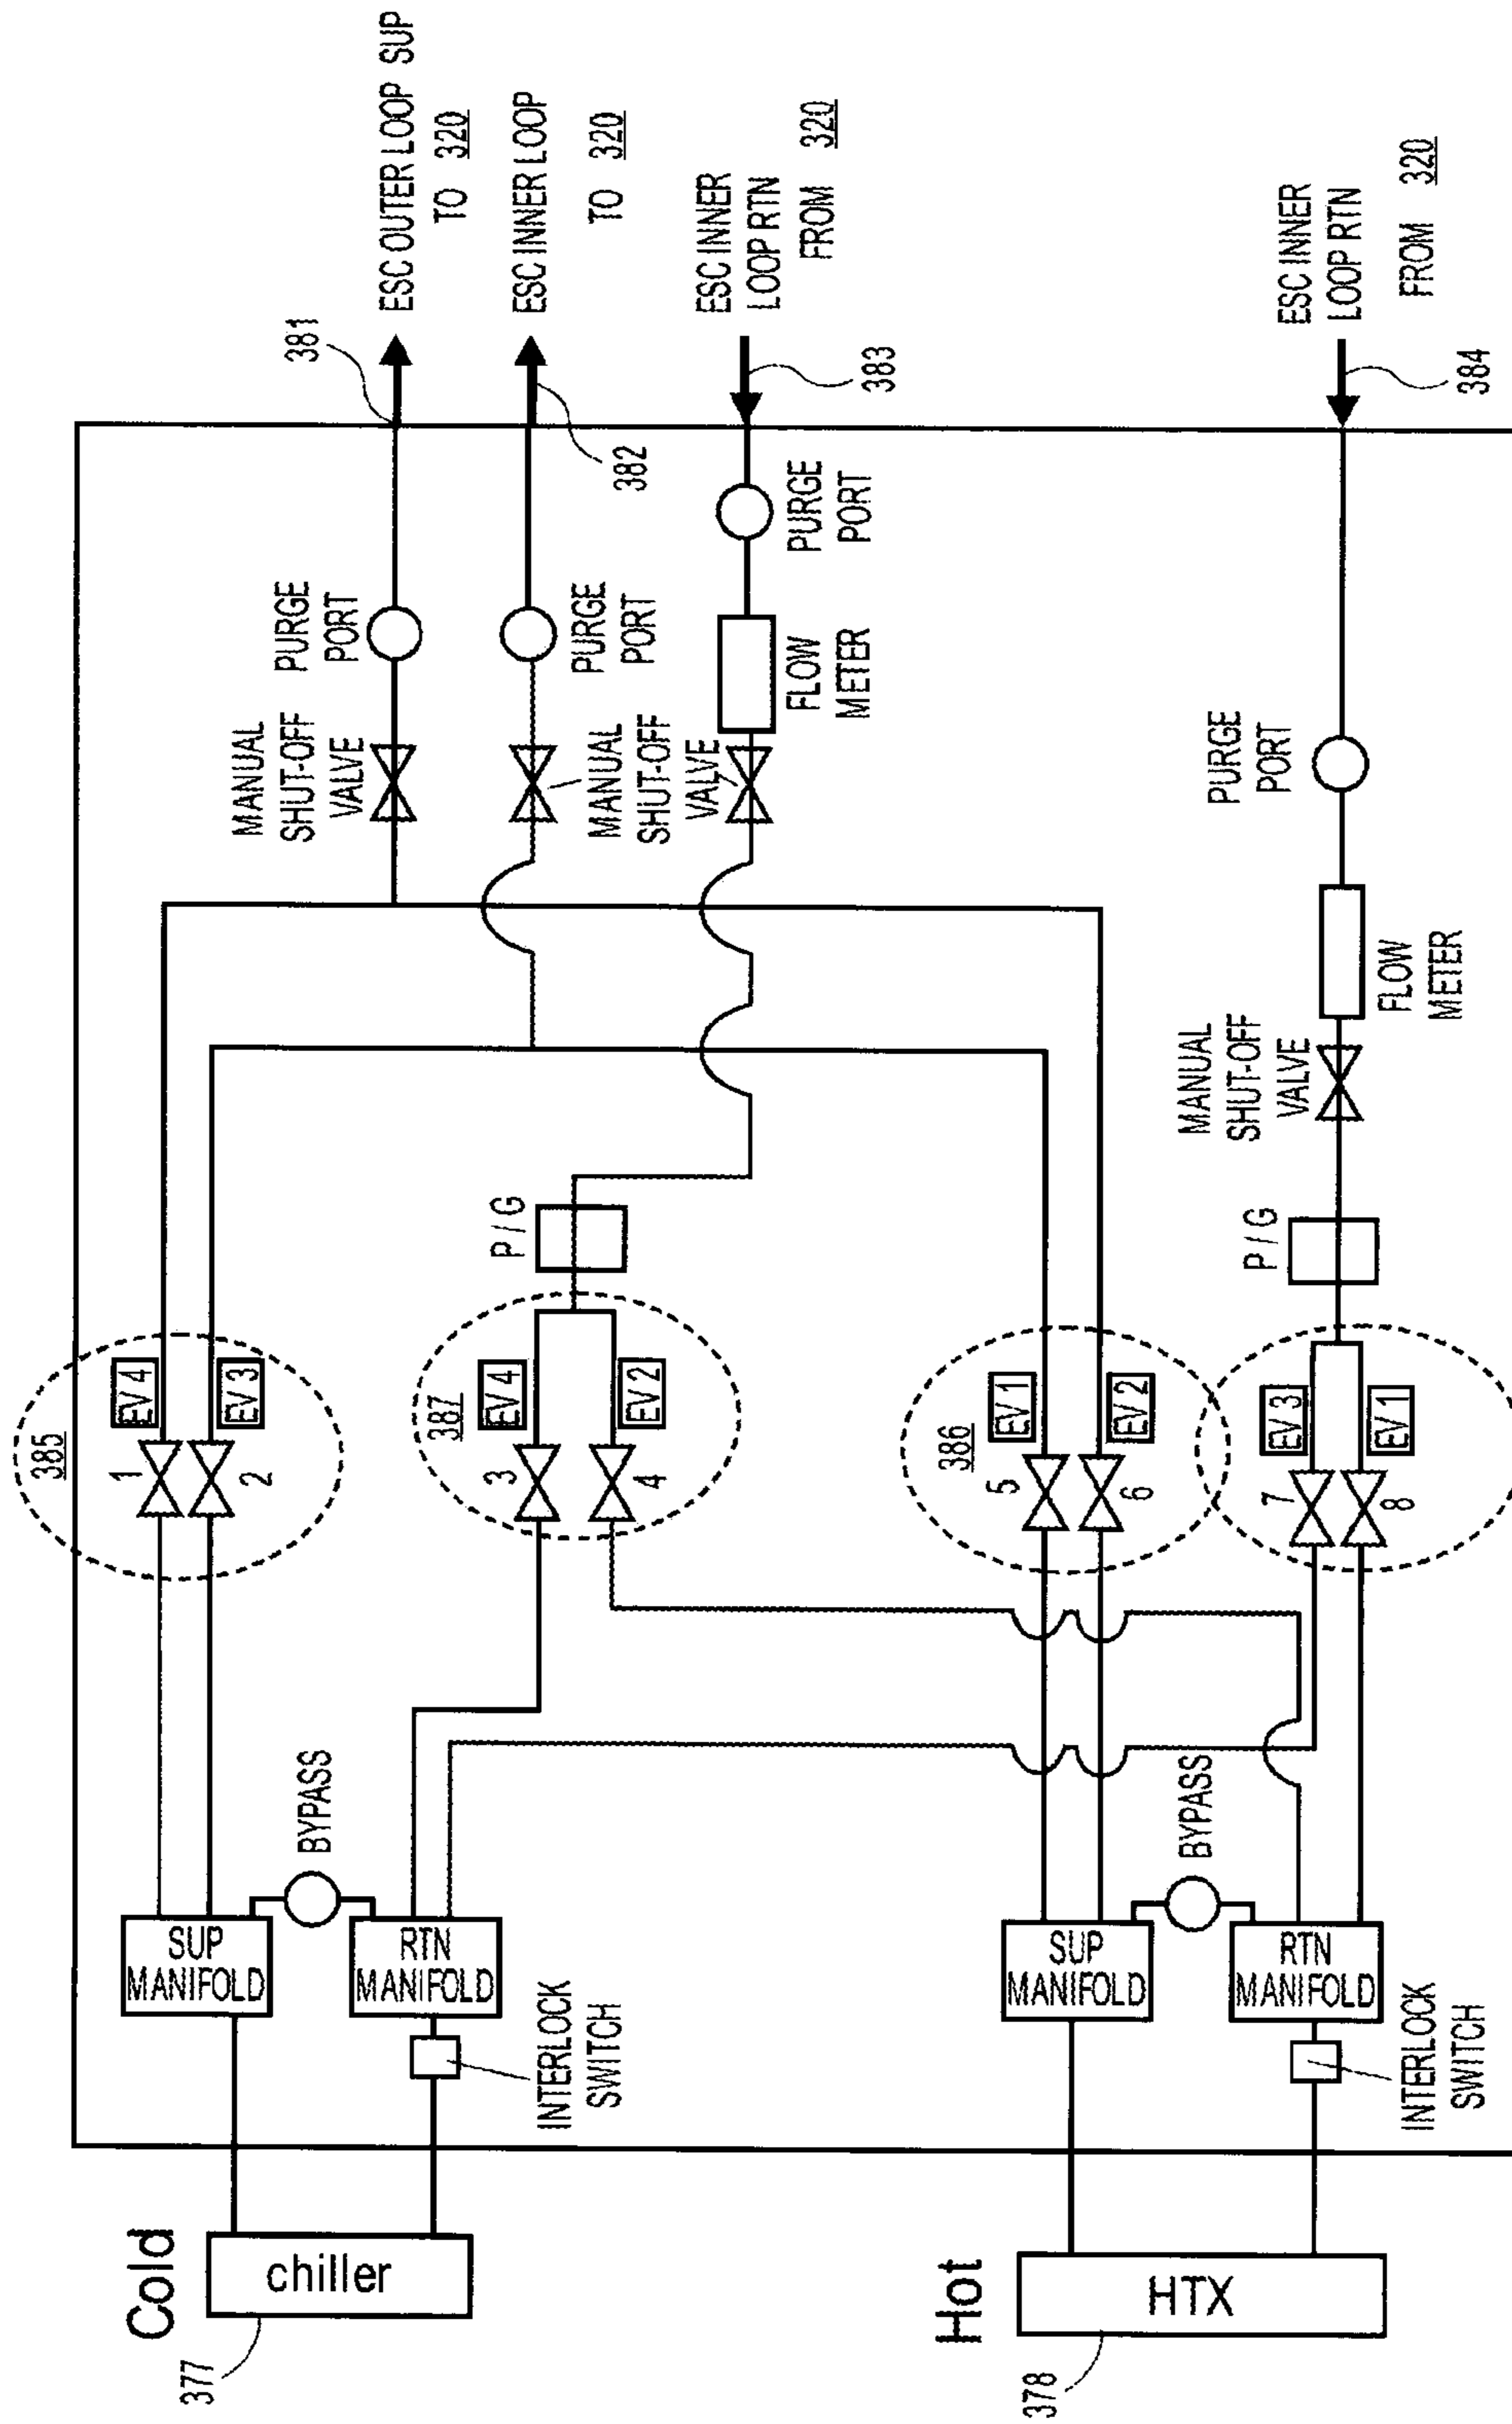 Cold
377
chiller
Hot
378
HTX
SUP
MANIFOLD
BYPASS
RTN
MANIFOLD
INTERLOCK
SWITCH
SUP
MANIFOLD
BYPASS
RTN
MANIFOLD
INTERLOCK
SWITCH
385
1
EV 4
2
EV 3
387
3
EV 4
4
EV 2
P / G
386
5
EV 1
6
EV 2
7
EV 3
8
EV 1
P / G
MANUAL
SHUT-OFF
VALVE
PURGE
PORT
MANUAL
SHUT-OFF
VALVE
PURGE
PORT
FLOW
METER
PURGE
PORT
MANUAL
SHUT-OFF
VALVE
FLOW
METER
PURGE
PORT
381
ESC OUTER LOOP SUP
TO 320
382
ESC INNER LOOP
TO 320
ESC INNER
LOOP RTN
FROM 320
383
ESC INNER
LOOP RTN
FROM 320
384